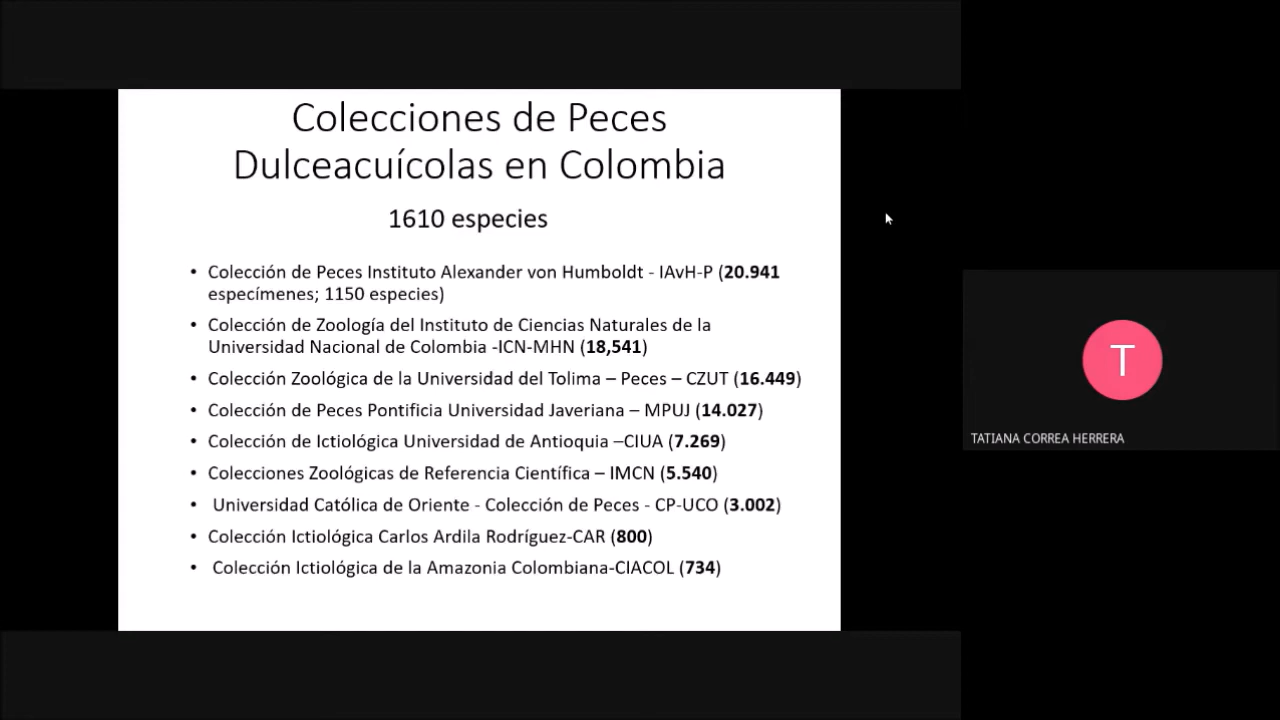 Colecciones de Peces
Dulceacuícolas en Colombia
1610 especies
• Colección de Peces Instituto Alexander von Humboldt - IAvH-P (20.941
especímenes; 1150 especies)
• Colección de Zoología del Instituto de Ciencias Naturales de la
Universidad Nacional de Colombia -ICN-MHN (18,541)
• Colección Zoológica de la Universidad del Tolima – Peces – CZUT (16.449)
• Colección de Peces Pontificia Universidad Javeriana – MPUJ (14.027)
• Colección de Ictiológica Universidad de Antioquia –CIUA (7.269)
• Colecciones Zoológicas de Referencia Científica – IMCN (5.540)
• Universidad Católica de Oriente - Colección de Peces - CP-UCO (3.002)
• Colección Ictiológica Carlos Ardila Rodríguez-CAR (800)
• Colección Ictiológica de la Amazonia Colombiana-CIACOL (734)
T
TATIANA CORREA HERRERA